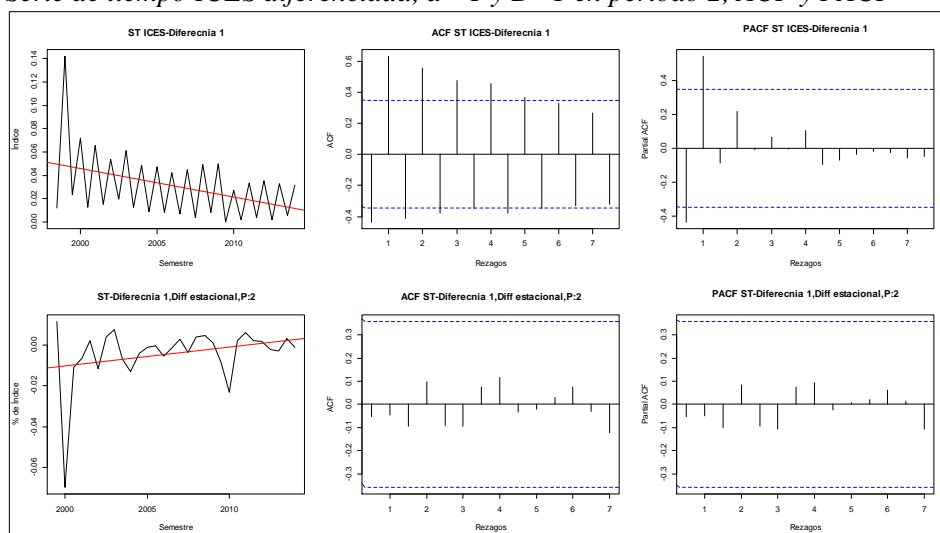 Serie de tiempo ICES diferenciada, d = 1 y D=1 en periodo 2, ACF y PACF
ST ICES-Diferecnia 1
Índice
0.14
0.12
0.10
0.08
0.06
0.04
0.02
0.00
2000 2005 2010
Semestre
ACF ST ICES-Diferecnia 1
ACF
0.6
0.4
0.2
0.0
-0.2
-0.4
1 2 3 4 5 6 7
Rezagos
PACF ST ICES-Diferecnia 1
Partial ACF
0.4
0.2
0.0
-0.2
-0.4
1 2 3 4 5 6 7
Rezagos
ST-Diferecnia 1,Diff estacional,P:2
% de Índice
0.00
-0.02
-0.04
-0.06
2000 2005 2010
Semestre
ACF ST-Diferecnia 1,Diff estacional,P:2
ACF
0.3
0.2
0.1
0.0
-0.1
-0.2
-0.3
1 2 3 4 5 6 7
Rezagos
PACF ST-Diferecnia 1,Diff estacional,P:2
Partial ACF
0.3
0.2
0.1
0.0
-0.1
-0.2
-0.3
1 2 3 4 5 6 7
Rezagos